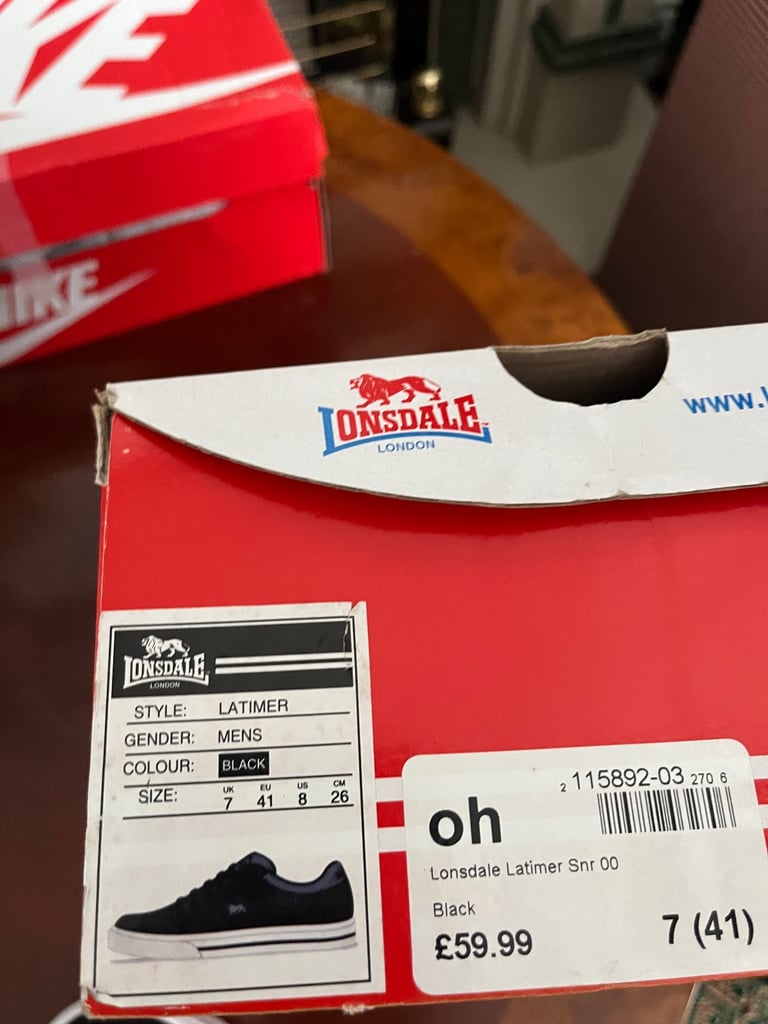 NIKE
LONSDALE
LONDON
www.
LONSDALE
LONDON
STYLE: LATIMER
GENDER: MENS
COLOUR: BLACK
SIZE: UK 7 EU 41 US 8 CM 26
2 115892-03 270 6
oh
Lonsdale Latimer Snr 00
Black
£59.99
7 (41)